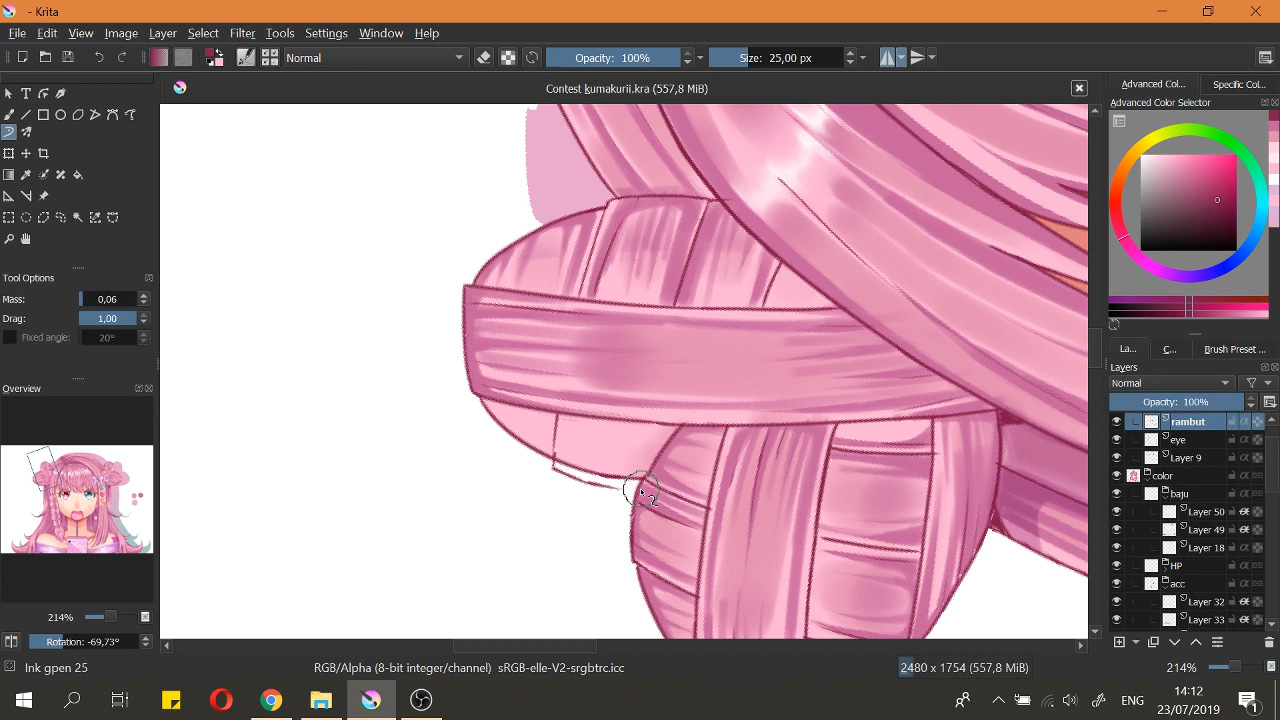 - Krita
File Edit View Image Layer Select Filter Tools Settings Window Help
Normal Opacity: 100% Size: 25,00 px
Contest kumakurii.kra (557,8 MiB)
Advanced Col... Specific Col...
Advanced Color Selector
Tool Options
Mass: 0,06
Drag: 1,00
Fixed angle: 20°
Overview
La... C... Brush Preset ...
Layers
Normal
Opacity: 100%
rambut
eye
Layer 9
color
baju
Layer 50
Layer 49
Layer 18
HP
acc
Layer 32
Layer 33
214%
Rotation: -69,73°
Ink gpen 25 RGB/Alpha (8-bit integer/channel) sRGB-elle-V2-srgbtrc.icc 2480 x 1754 (557,8 MiB) 214%
ENG 14:12
23/07/2019
1